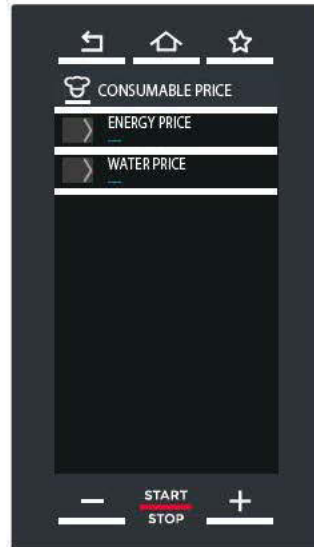 CONSUMABLE PRICE
ENERGY PRICE
---
WATER PRICE
---
START
STOP